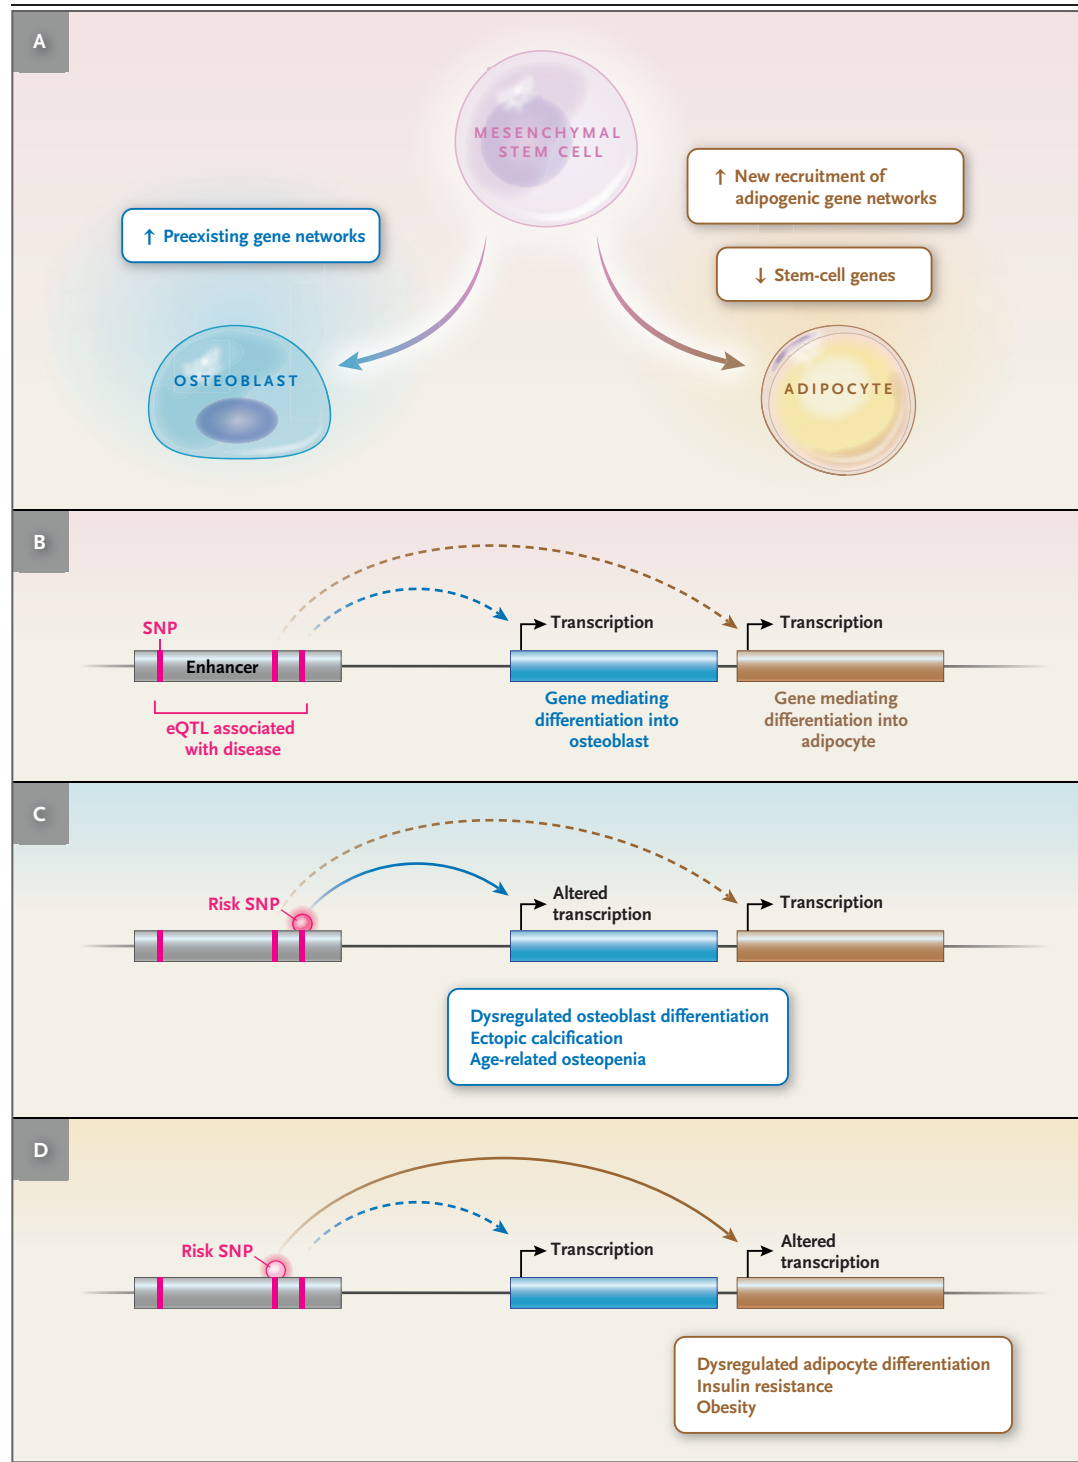 A
MESENCHYMAL
STEM CELL
↑ New recruitment of
adipogenic gene networks
↑ Preexisting gene networks
↓ Stem-cell genes
OSTEOBLAST
ADIPOCYTE
B
SNP
Enhancer
Transcription
Transcription
eQTL associated
with disease
Gene mediating
differentiation into
osteoblast
Gene mediating
differentiation into
adipocyte
C
Risk SNP
Altered
transcription
Transcription
Dysregulated osteoblast differentiation
Ectopic calcification
Age-related osteopenia
D
Risk SNP
Transcription
Altered
transcription
Dysregulated adipocyte differentiation
Insulin resistance
Obesity